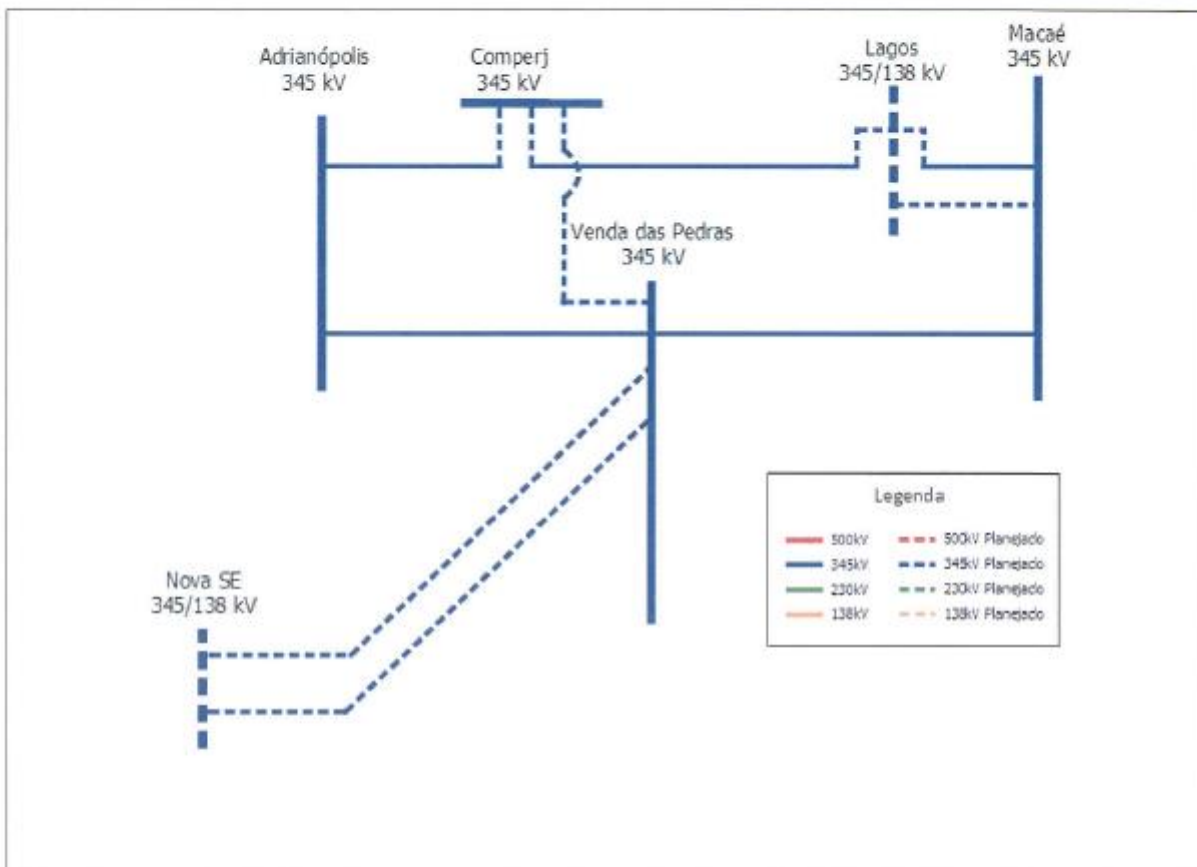 Adrianópolis
345 kV
Comperj
345 kV
Lagos
345/138 kV
Macaé
345 kV
Venda das Pedras
345 kV
Nova SE
345/138 kV
Legenda
500kV
500kV Planejado
345kV
345kV Planejado
230kV
230kV Planejado
138kV
138kV Planejado